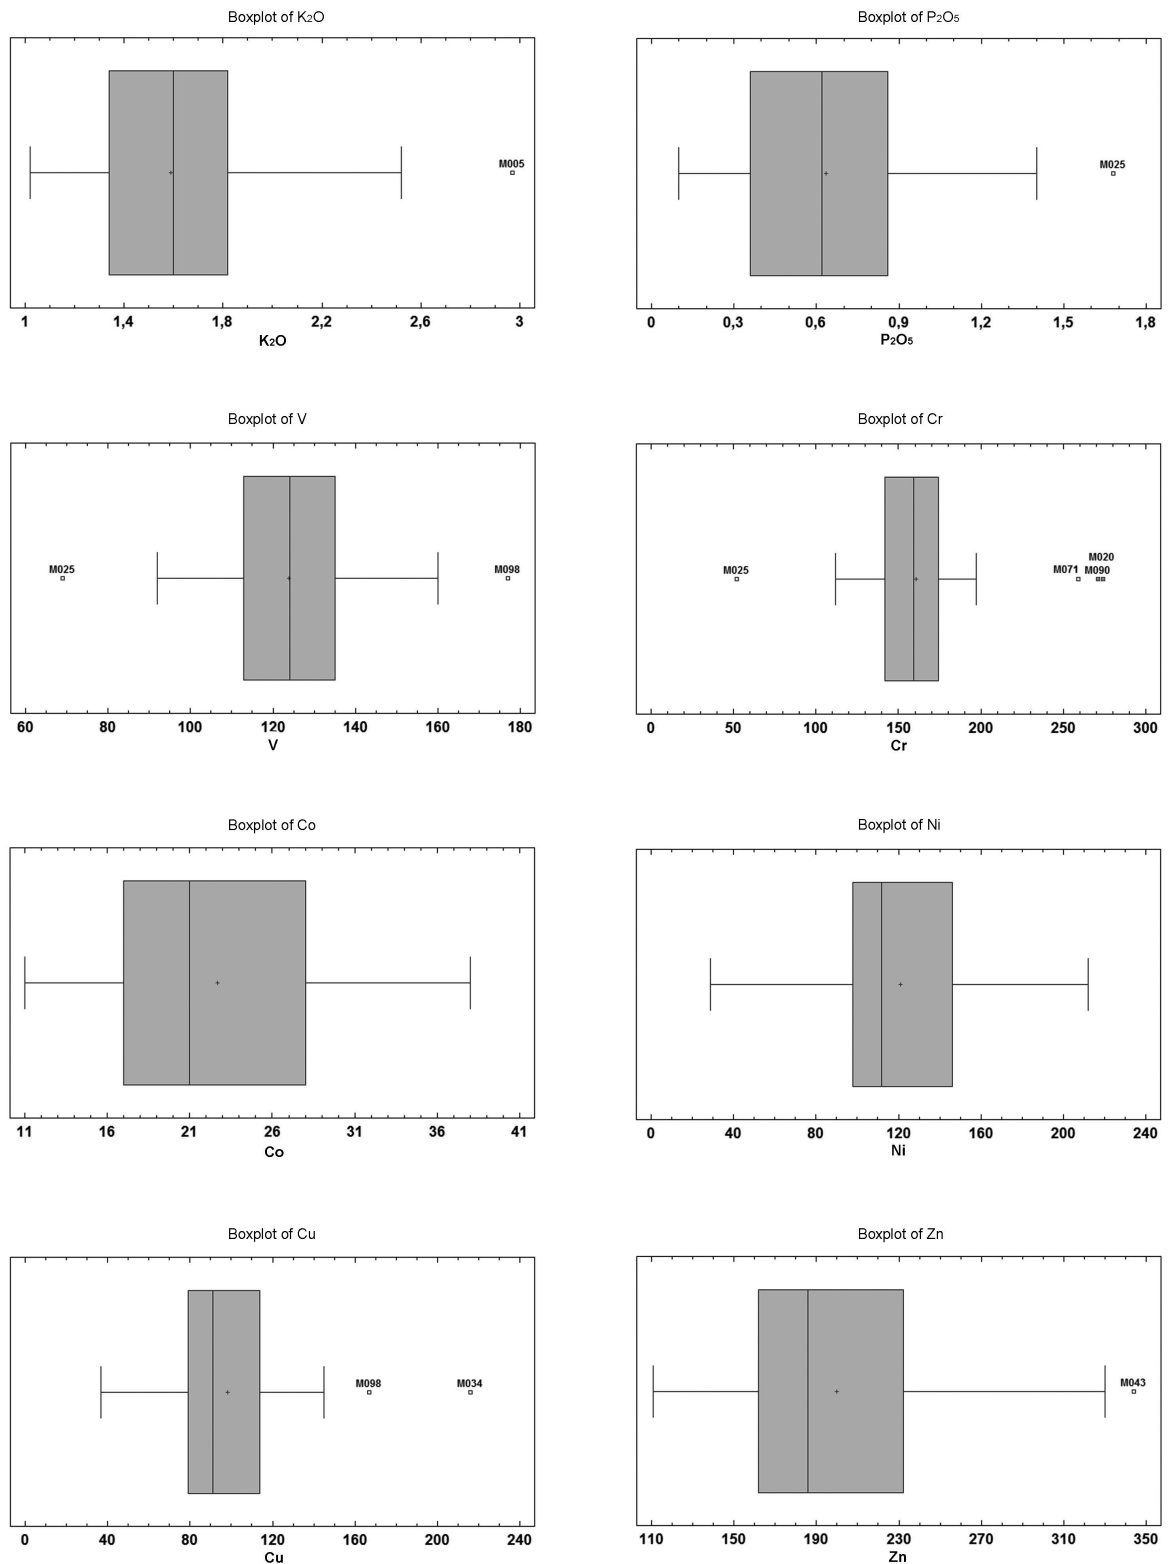 Boxplot of K₂O
M005
1 1,4 1,8 2,2 2,6 3
K₂O
Boxplot of P₂O₅
M025
0 0,3 0,6 0,9 1,2 1,5 1,8
P₂O₅
Boxplot of V
M025 M098
60 80 100 120 140 160 180
V
Boxplot of Cr
M020
M025 M071 M090
0 50 100 150 200 250 300
Cr
Boxplot of Co
11 16 21 26 31 36 41
Co
Boxplot of Ni
0 40 80 120 160 200 240
Ni
Boxplot of Cu
M098 M034
0 40 80 120 160 200 240
Cu
Boxplot of Zn
M043
110 150 190 230 270 310 350
Zn